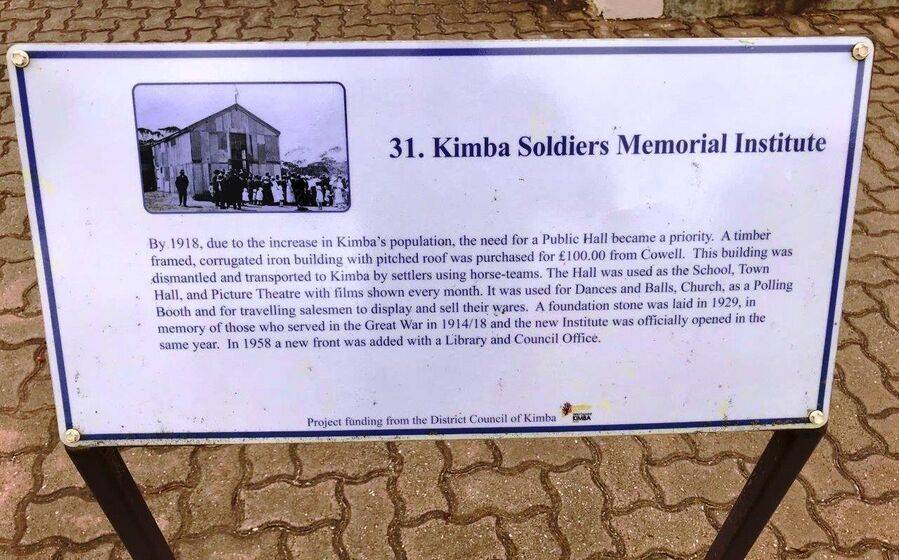 31. Kimba Soldiers Memorial Institute
By 1918, due to the increase in Kimba's population, the need for a Public Hall became a priority. A timber
framed, corrugated iron building with pitched roof was purchased for £100.00 from Cowell. This building was
dismantled and transported to Kimba by settlers using horse-teams. The Hall was used as the School, Town
Hall, and Picture Theatre with films shown every month. It was used for Dances and Balls, Church, as a Polling
Booth and for travelling salesmen to display and sell their wares. A foundation stone was laid in 1929, in
memory of those who served in the Great War in 1914/18 and the new Institute was officially opened in the
same year. In 1958 a new front was added with a Library and Council Office.
Project funding from the District Council of Kimba
KIMBA